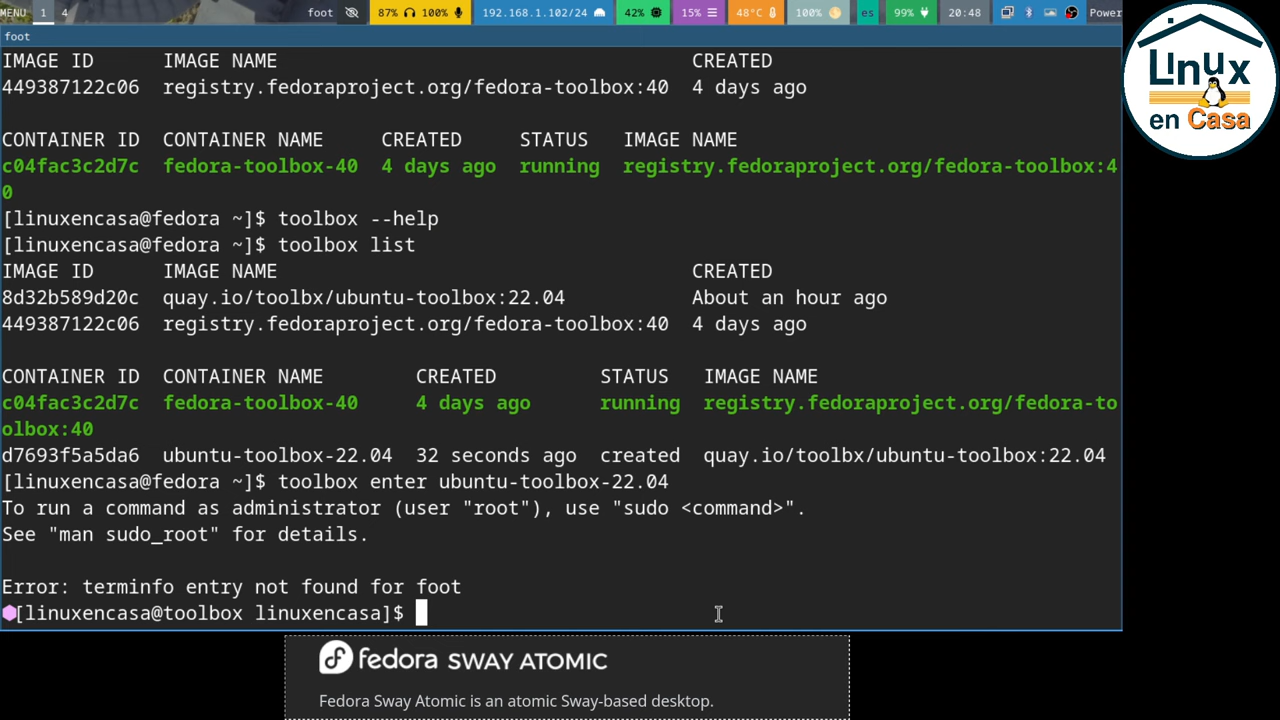 MENU 1 4 foot 87% 100% 192.168.1.102/24 42% 15% 48°C 100% es 99% 20:48 Power
foot
IMAGE ID IMAGE NAME CREATED
449387122c06 registry.fedoraproject.org/fedora-toolbox:40 4 days ago
CONTAINER ID CONTAINER NAME CREATED STATUS IMAGE NAME
c04fac3c2d7c fedora-toolbox-40 4 days ago running registry.fedoraproject.org/fedora-toolbox:4
0
[linuxencasa@fedora ~]$ toolbox --help
[linuxencasa@fedora ~]$ toolbox list
IMAGE ID IMAGE NAME CREATED
8d32b589d20c quay.io/toolbx/ubuntu-toolbox:22.04 About an hour ago
449387122c06 registry.fedoraproject.org/fedora-toolbox:40 4 days ago
CONTAINER ID CONTAINER NAME CREATED STATUS IMAGE NAME
c04fac3c2d7c fedora-toolbox-40 4 days ago running registry.fedoraproject.org/fedora-to
olbox:40
d7693f5a5da6 ubuntu-toolbox-22.04 32 seconds ago created quay.io/toolbx/ubuntu-toolbox:22.04
[linuxencasa@fedora ~]$ toolbox enter ubuntu-toolbox-22.04
To run a command as administrator (user "root"), use "sudo <command>".
See "man sudo_root" for details.
Error: terminfo entry not found for foot
[linuxencasa@toolbox linuxencasa]$
Linux
en Casa
fedora SWAY ATOMIC
Fedora Sway Atomic is an atomic Sway-based desktop.